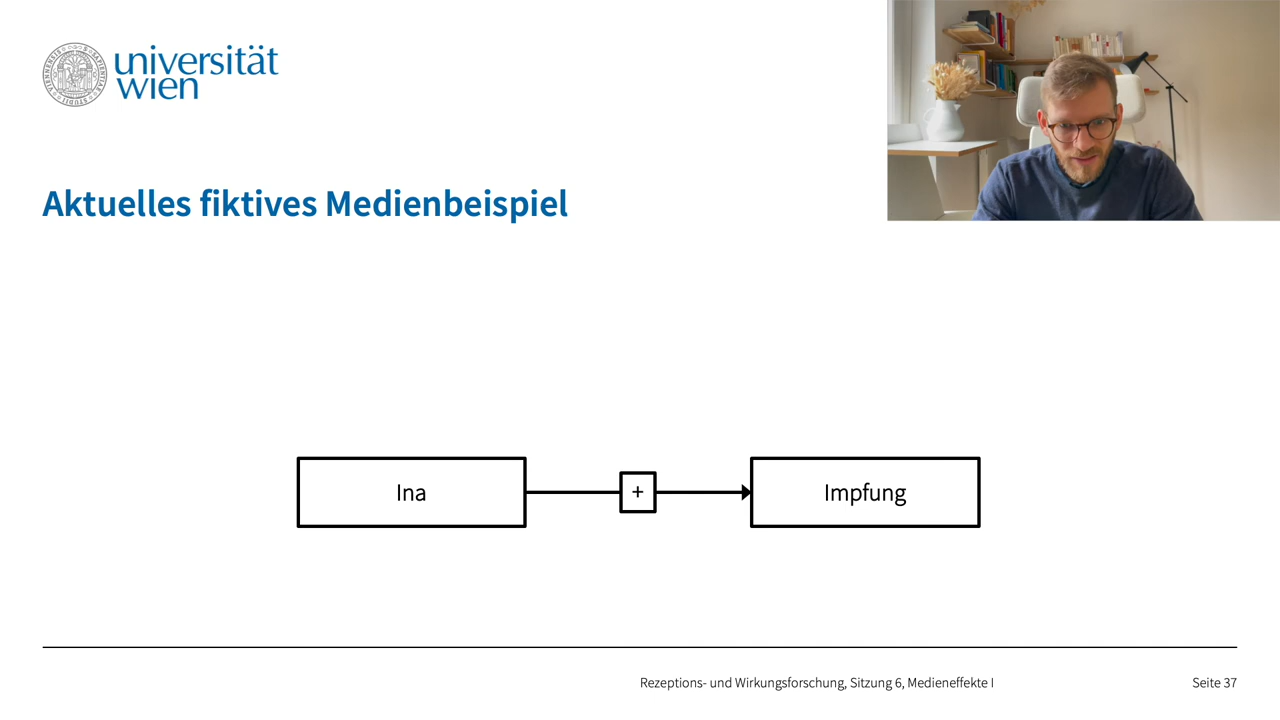 universität
wien
Aktuelles fiktives Medienbeispiel
Ina
+
Impfung
Rezeptions- und Wirkungsforschung, Sitzung 6, Medieneffekte I
Seite 37